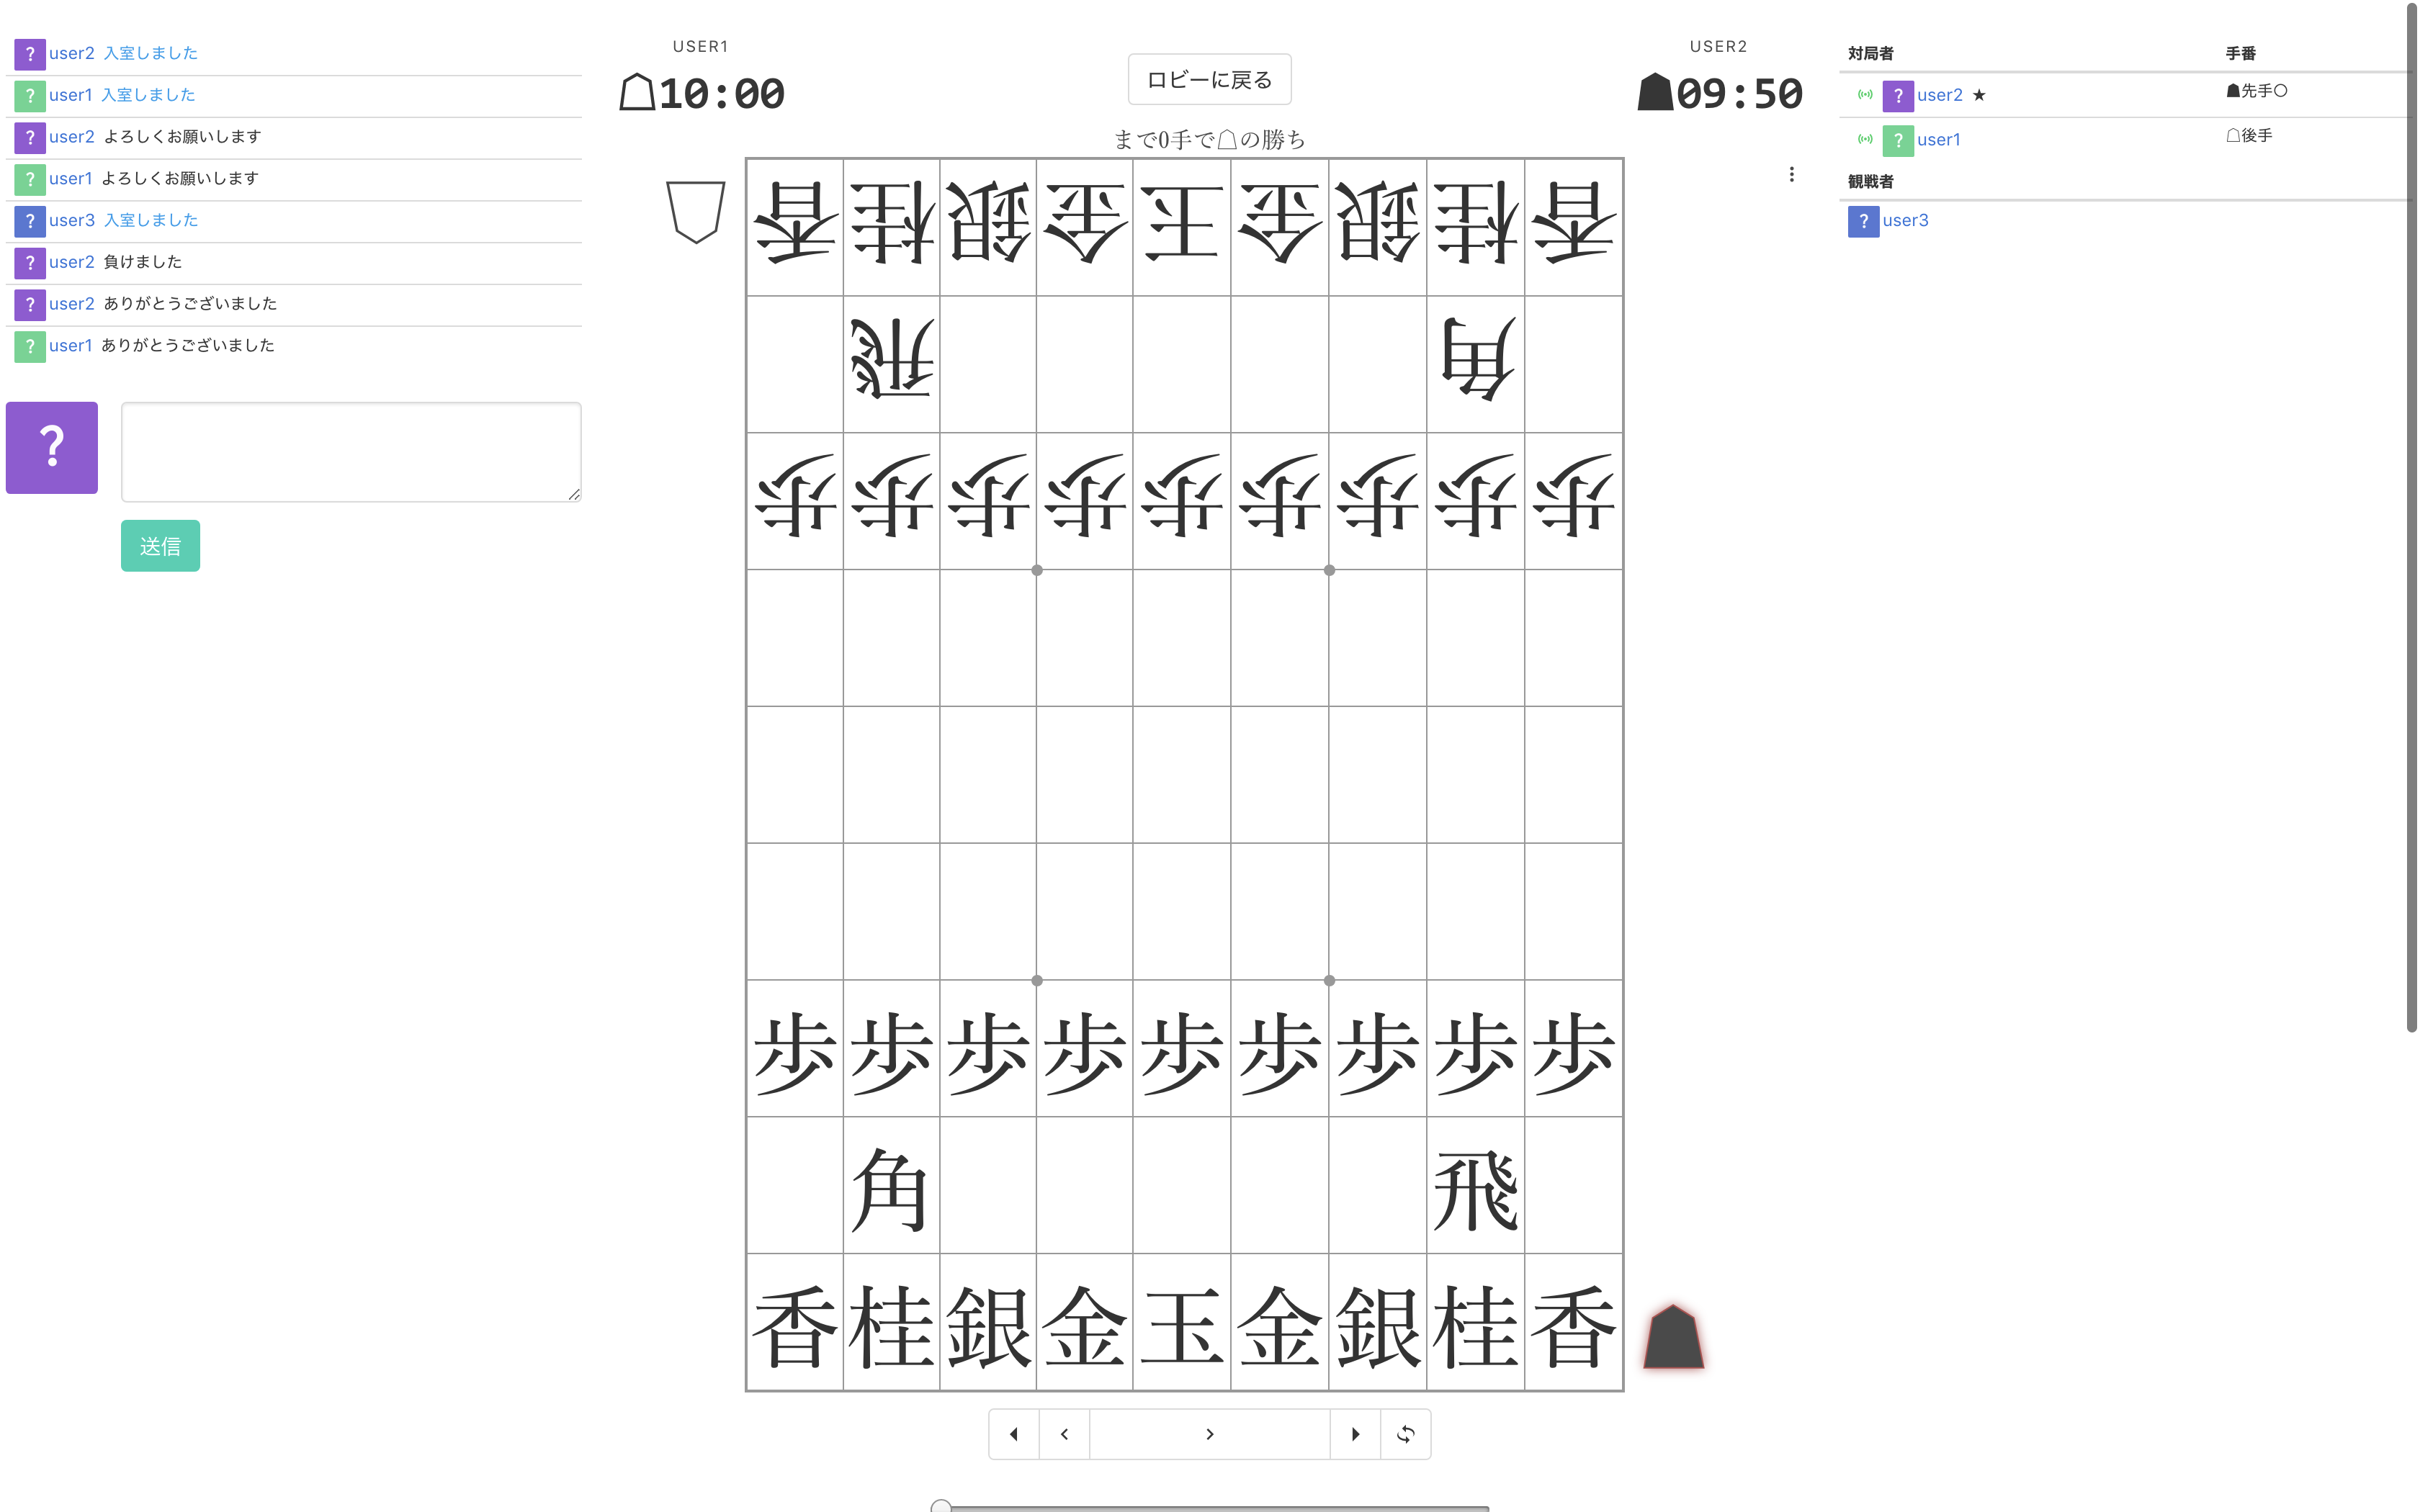 ? user2 入室しました
? user1 入室しました
? user2 よろしくお願いします
? user1 よろしくお願いします
? user3 入室しました
? user2 負けました
? user2 ありがとうございました
? user1 ありがとうございました
?
送信
USER1
☖10:00
ロビーに戻る
USER2
☗09:50
まで0手で☖の勝ち
香桂銀金玉金銀桂香
飛角
歩歩歩歩歩歩歩歩歩
歩歩歩歩歩歩歩歩歩
角飛
香桂銀金玉金銀桂香
対局者 手番
? user2 ★ ☗先手○
? user1 ☖後手
観戦者
? user3